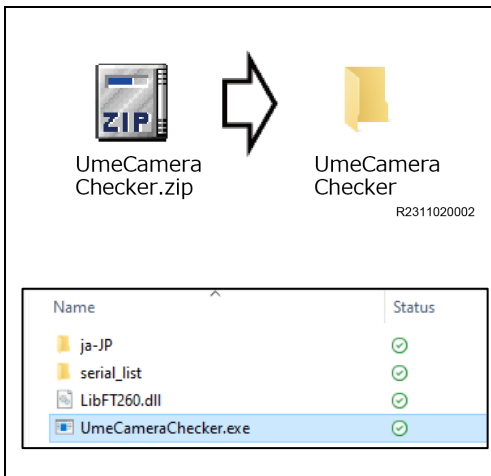 ZIP
UmeCamera
Checker.zip
UmeCamera
Checker
R2311020002
Name
Status
ja-JP
serial_list
LibFT260.dll
UmeCameraChecker.exe